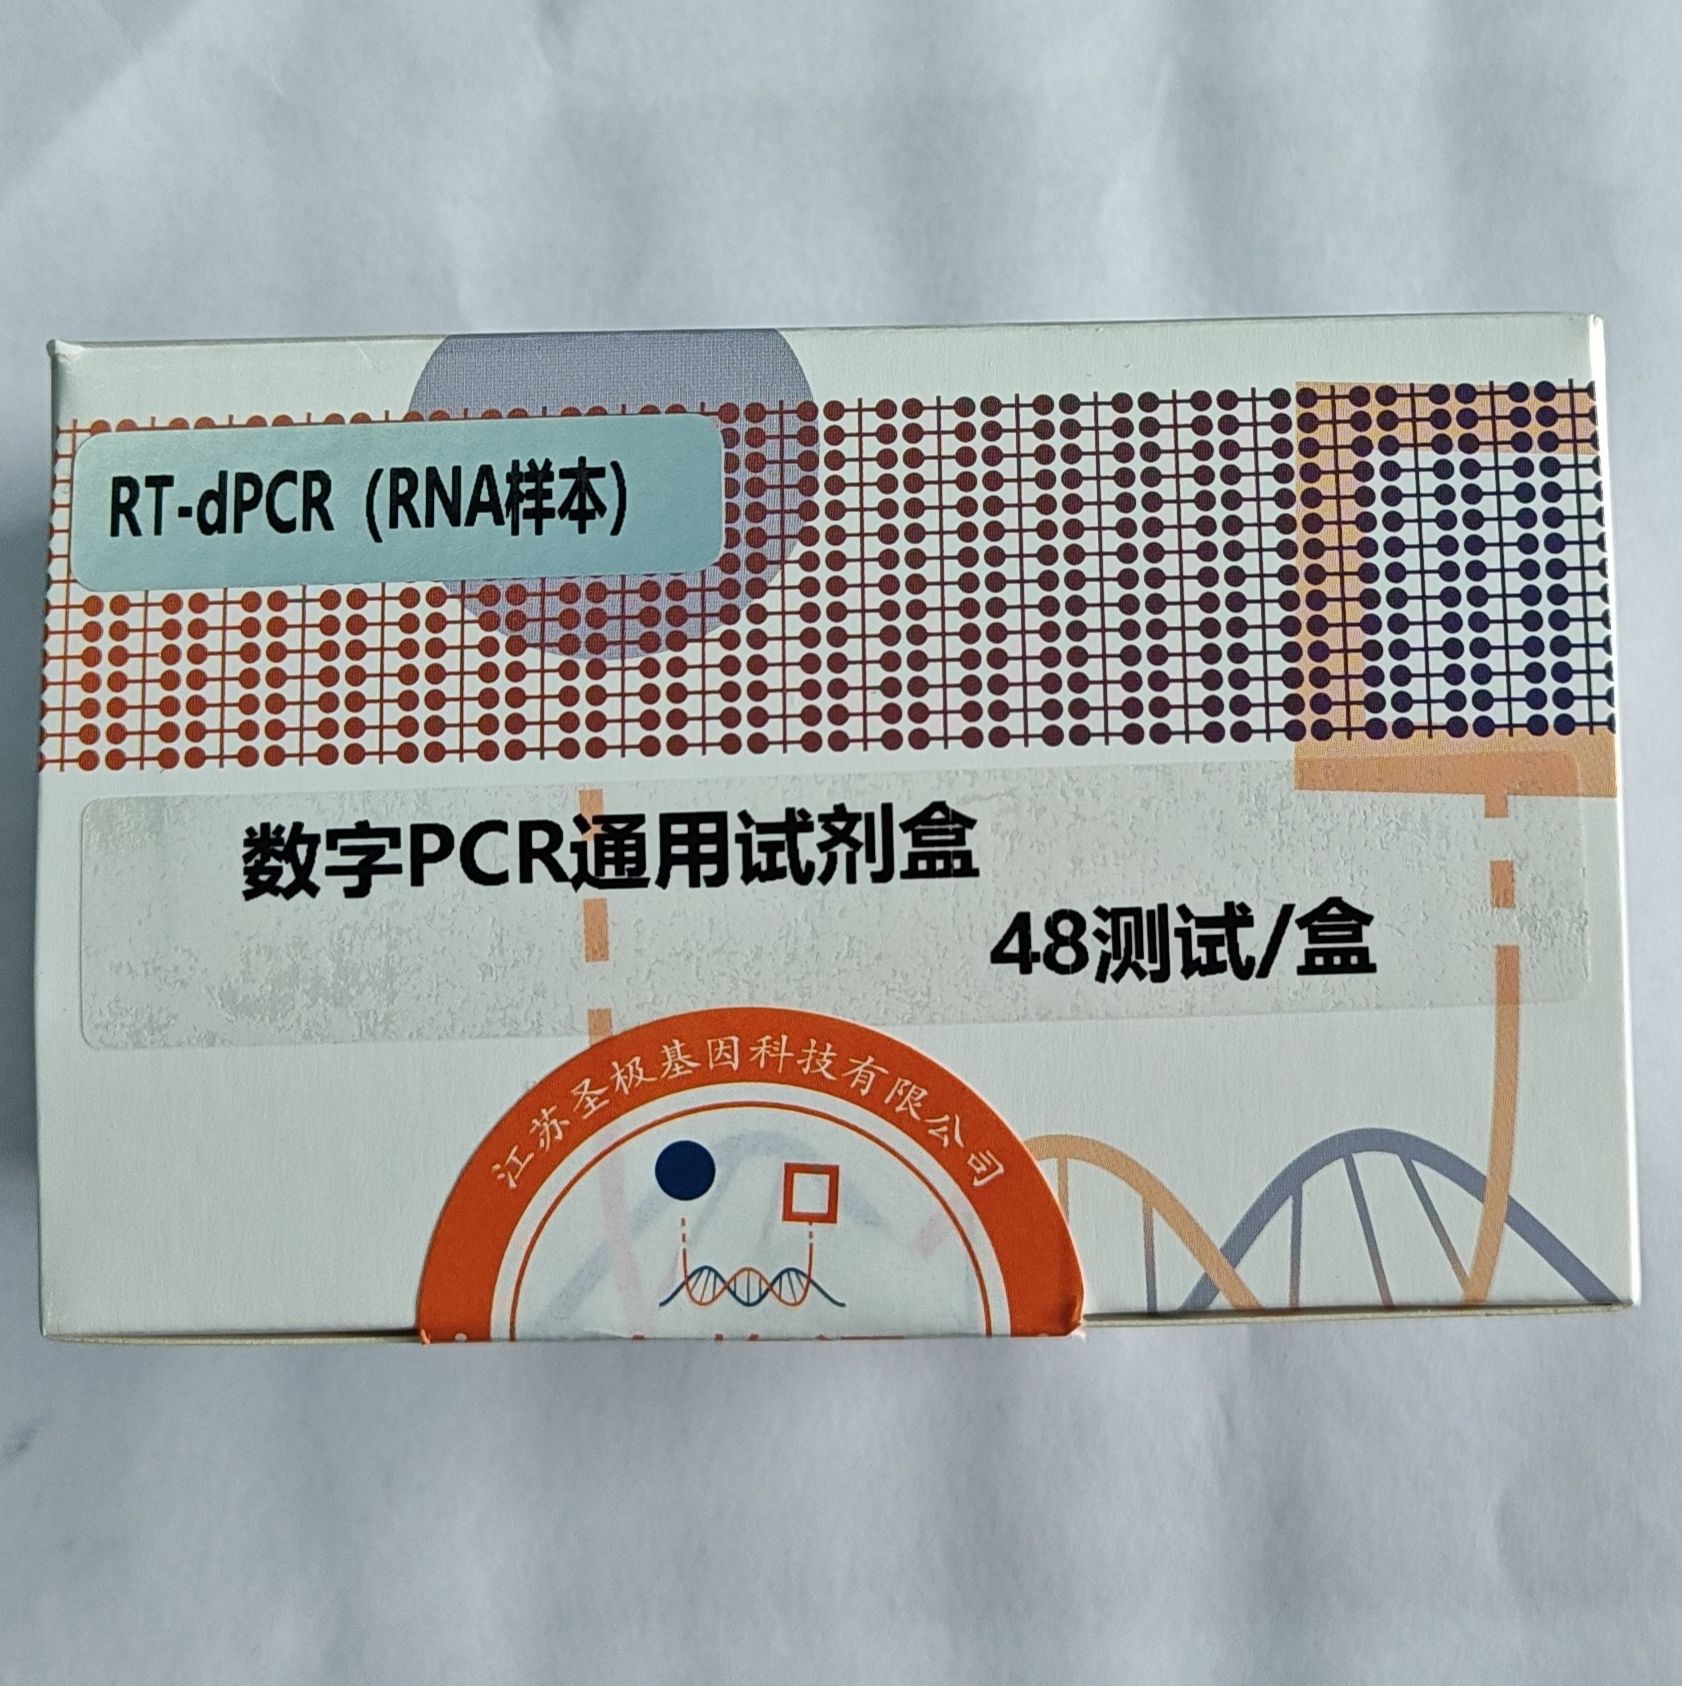 RT-dPCR (RNA样本)
数字PCR通用试剂盒
48测试/盒
江苏圣极基因科技有限公司